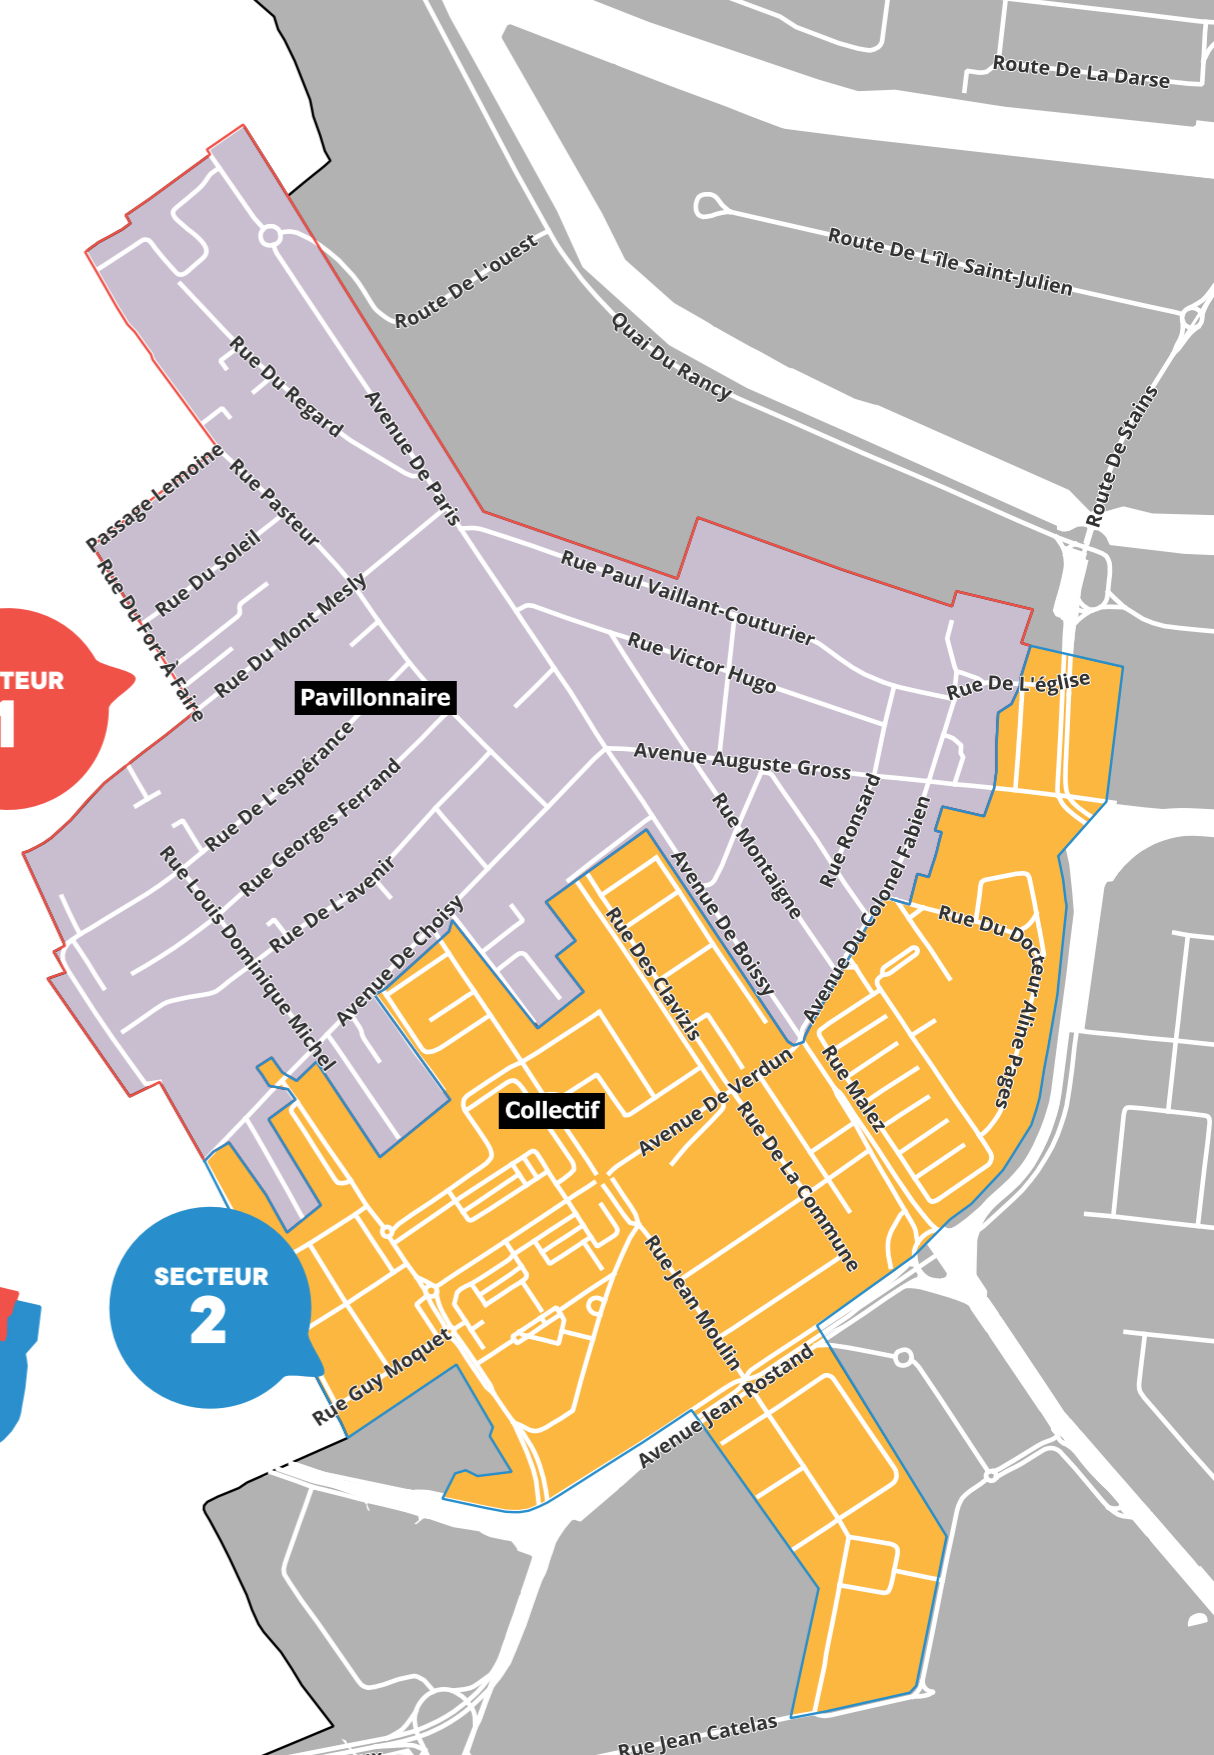 Route De La Darse
Route De L'île Saint-Julien
Route De L'ouest
Quai Du Rancy
Route De Stains
Rue Du Regard
Avenue De Paris
Passage Lemoine
Rue Pasteur
Rue Du Soleil
Rue Du Fort À Faire
Rue Du Mont Mesly
Rue Paul Vaillant-Couturier
Rue Victor Hugo
Rue De L'église
TEUR
1
Pavillonnaire
Avenue Auguste Gross
Rue De L'espérance
Rue Georges Ferrand
Rue Montaigne
Rue Ronsard
Avenue Du Colonel Fabien
Rue Louis Dominique Michel
Rue De L'avenir
Avenue De Choisy
Avenue De Boissy
Rue Des Clavizis
Rue Du Docteur Aline Pages
Collectif
Avenue De Verdun
Rue Malez
Rue De La Commune
SECTEUR
2
Rue Jean Moulin
Rue Guy Moquet
Avenue Jean Rostand
Rue Jean Catelas